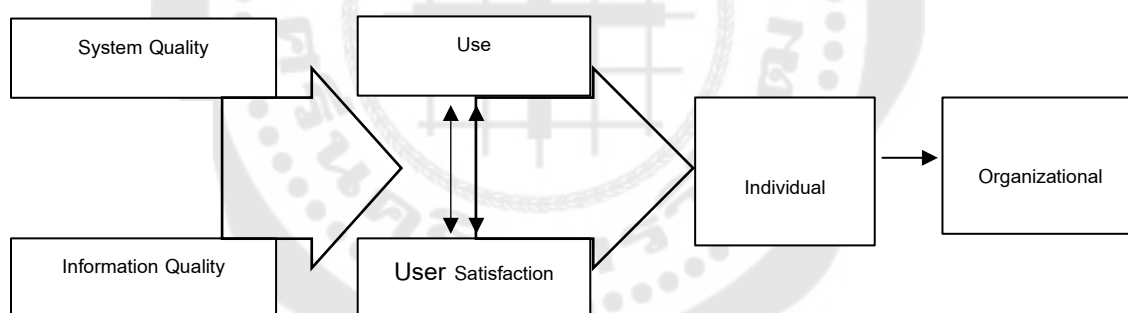 System Quality
Use
Individual
Organizational
Information Quality
User Satisfaction